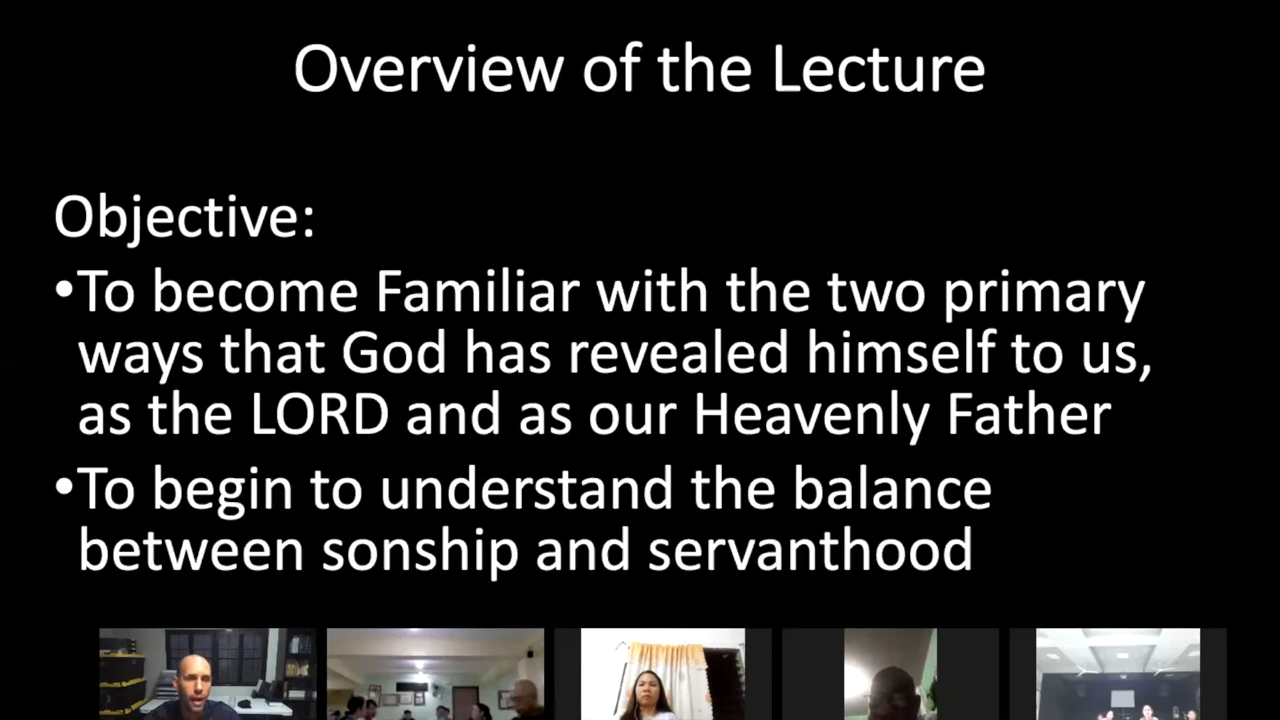 Overview of the Lecture
Objective:
•To become Familiar with the two primary
ways that God has revealed himself to us,
as the LORD and as our Heavenly Father
•To begin to understand the balance
between sonship and servanthood